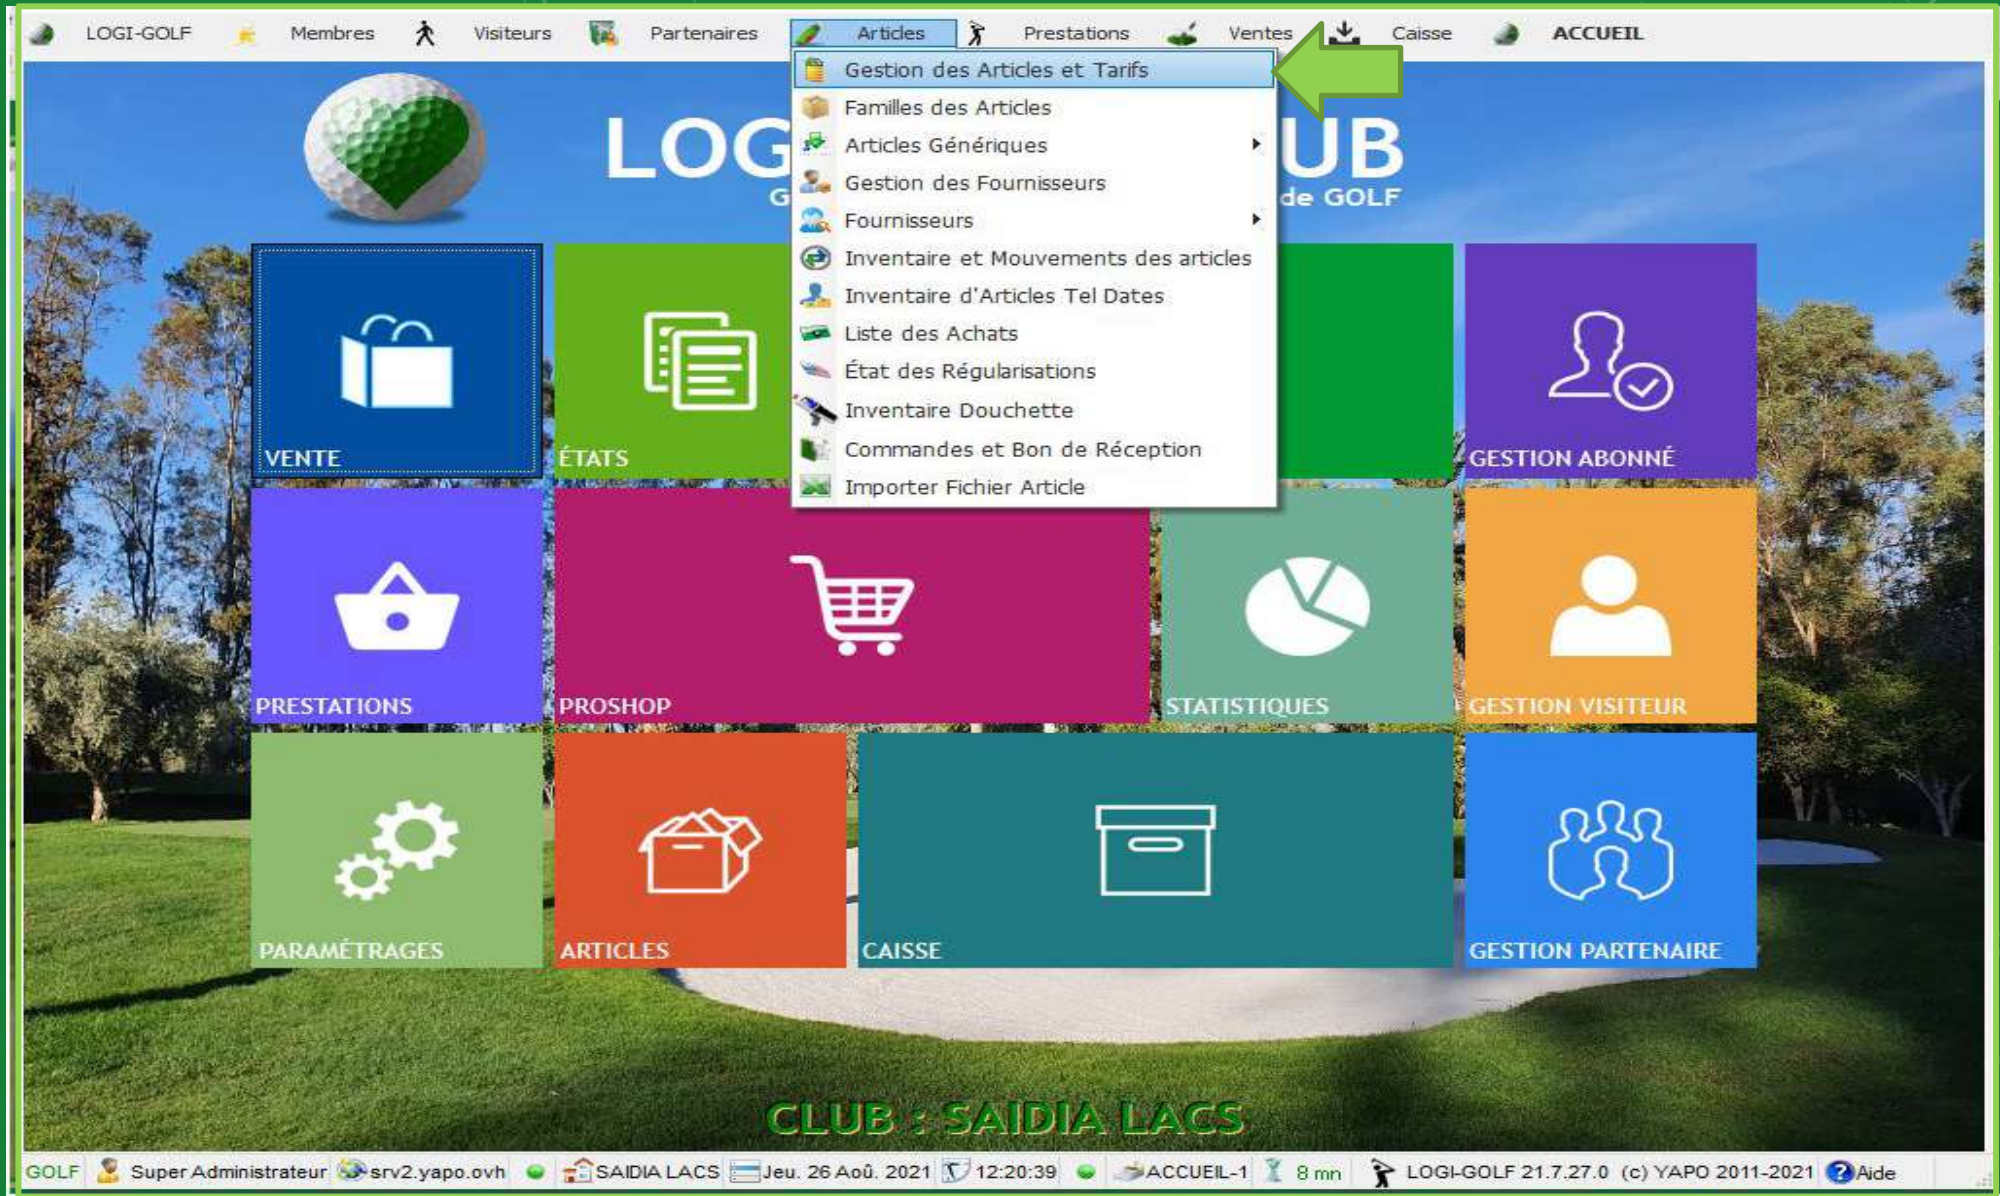 LOGI-GOLF Membres Visiteurs Partenaires Articles Prestations Ventes Caisse ACCUEIL
Gestion des Articles et Tarifs
Familles des Articles
Articles Génériques
Gestion des Fournisseurs
Fournisseurs
Inventaire et Mouvements des articles
Inventaire d'Articles Tel Dates
Liste des Achats
État des Régularisations
Inventaire Douchette
Commandes et Bon de Réception
Importer Fichier Article
LOG UB
G de GOLF
VENTE ÉTATS GESTION ABONNÉ
PRESTATIONS PROSHOP STATISTIQUES GESTION VISITEUR
PARAMÉTRAGES ARTICLES CAISSE GESTION PARTENAIRE
CLUB : SAIDIA LACS
GOLF Super Administrateur srv2.yapo.ovh SAIDIA LACS Jeu. 26 Aoû. 2021 12:20:39 ACCUEIL-1 8 mn LOGI-GOLF 21.7.27.0 (c) YAPO 2011-2021 Aide